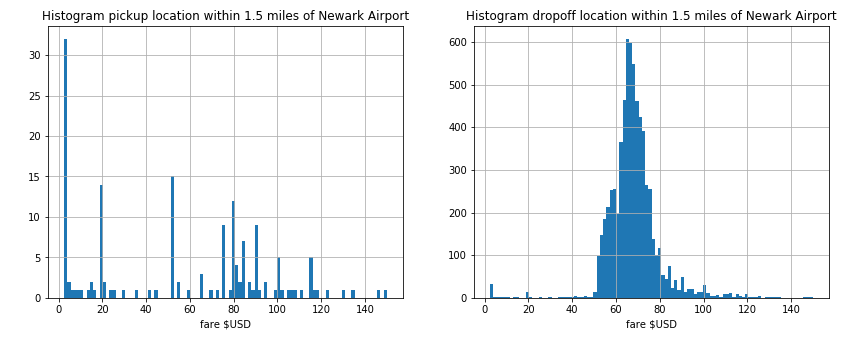 Histogram pickup location within 1.5 miles of Newark Airport
30
25
20
15
10
5
0
0 20 40 60 80 100 120 140
fare $USD
Histogram dropoff location within 1.5 miles of Newark Airport
600
500
400
300
200
100
0
0 20 40 60 80 100 120 140
fare $USD